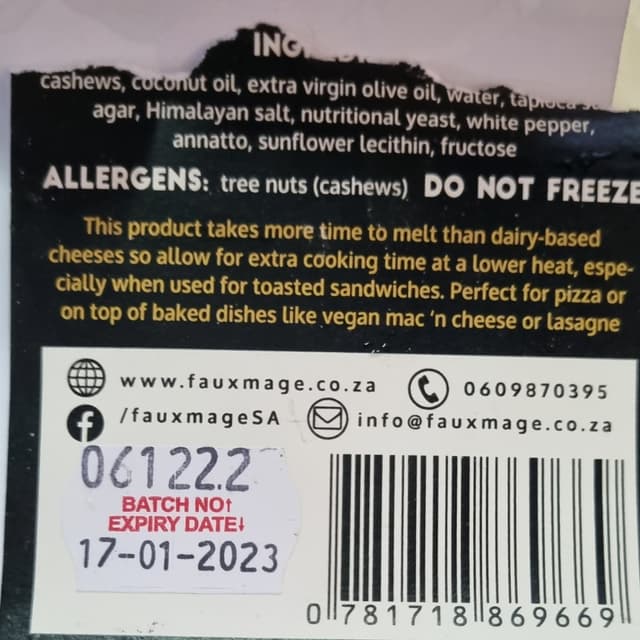 cashews, coconut oil, extra virgin olive oil, water, tapioca
agar, Himalayan salt, nutritional yeast, white pepper,
annatto, sunflower lecithin, fructose
ALLERGENS: tree nuts (cashews) DO NOT FREEZE
This product takes more time to melt than dairy-based
cheeses so allow for extra cooking time at a lower heat, espe-
cially when used for toasted sandwiches. Perfect for pizza or
on top of baked dishes like vegan mac 'n cheese or lasagne
www.fauxmage.co.za 0609870395
/fauxmageSA info@fauxmage.co.za
06122.2
BATCH NO↑
EXPIRY DATE↓
17-01-2023
0 781718 869669